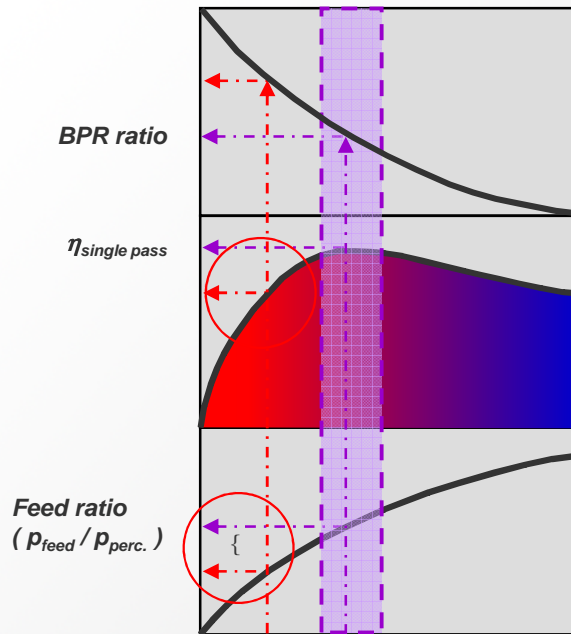 BPR ratio
ηsingle pass
Feed ratio
( pfeed / pperc. )
{